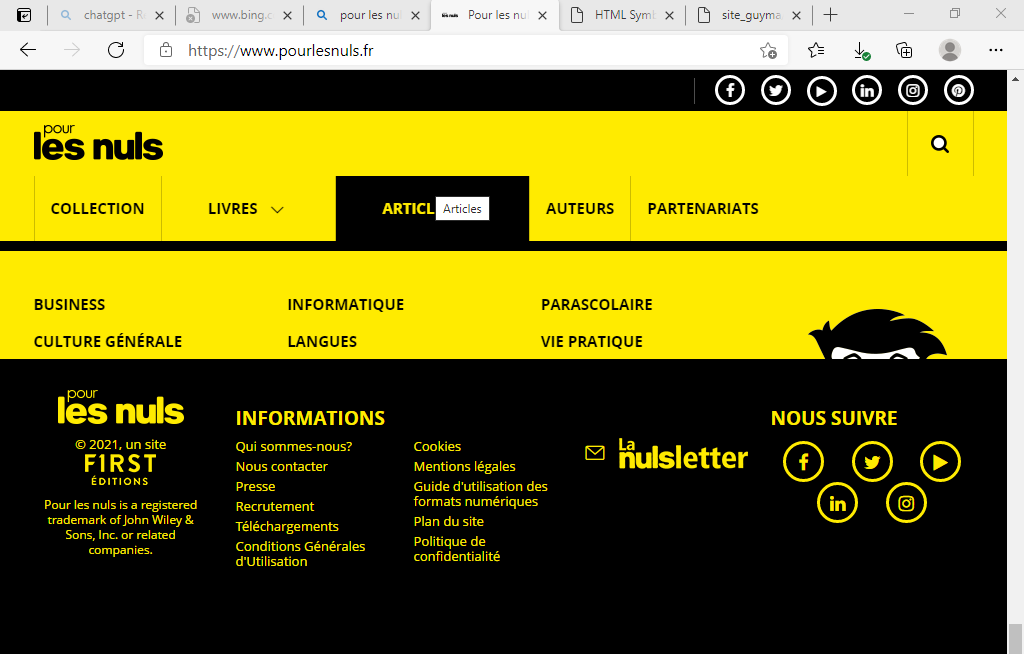 chatgpt - R
www.bing.c
pour les nu
Pour les nu
HTML Sym
site_guyma
https://www.pourlesnuls.fr
pour
les nuls
COLLECTION
LIVRES
ARTICL
Articles
AUTEURS
PARTENARIATS
BUSINESS
INFORMATIQUE
PARASCOLAIRE
CULTURE GÉNÉRALE
LANGUES
VIE PRATIQUE
pour
les nuls
© 2021, un site
F1RST
ÉDITIONS
Pour les nuls is a registered
trademark of John Wiley &
Sons, Inc. or related
companies.
INFORMATIONS
Qui sommes-nous?
Nous contacter
Presse
Recrutement
Téléchargements
Conditions Générales
d'Utilisation
Cookies
Mentions légales
Guide d'utilisation des
formats numériques
Plan du site
Politique de
confidentialité
La
nulsletter
NOUS SUIVRE